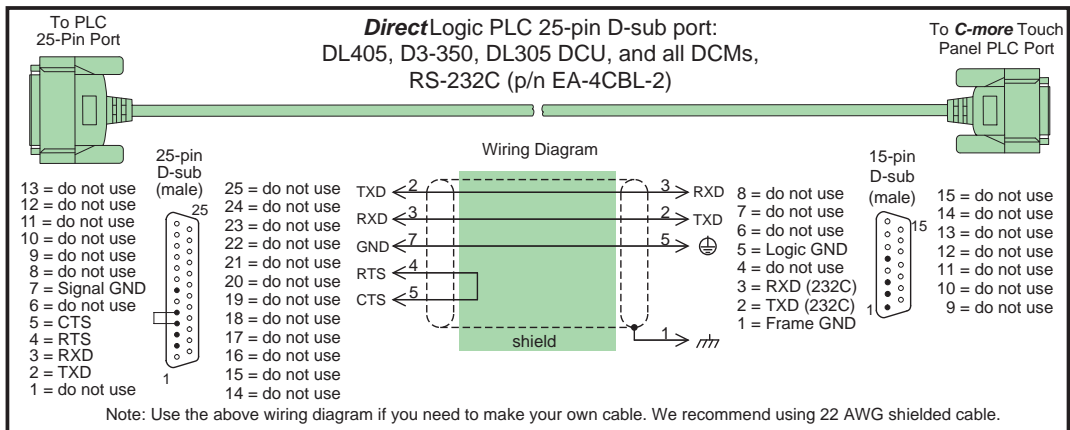 To PLC
25-Pin Port
DirectLogic PLC 25-pin D-sub port:
DL405, D3-350, DL305 DCU, and all DCMs,
RS-232C (p/n EA-4CBL-2)
To C-more Touch
Panel PLC Port
25-pin
D-sub
(male)
13 = do not use
12 = do not use
11 = do not use
10 = do not use
9 = do not use
8 = do not use
7 = Signal GND
6 = do not use
5 = CTS
4 = RTS
3 = RXD
2 = TXD
1 = do not use
25
1
25 = do not use
24 = do not use
23 = do not use
22 = do not use
21 = do not use
20 = do not use
19 = do not use
18 = do not use
17 = do not use
16 = do not use
15 = do not use
14 = do not use
Wiring Diagram
TXD 2 3 RXD
RXD 3 2 TXD
GND 7 5
RTS 4
CTS 5
shield
1
8 = do not use
7 = do not use
6 = do not use
5 = Logic GND
4 = do not use
3 = RXD (232C)
2 = TXD (232C)
1 = Frame GND
15-pin
D-sub
(male)
15
1
15 = do not use
14 = do not use
13 = do not use
12 = do not use
11 = do not use
10 = do not use
9 = do not use
Note: Use the above wiring diagram if you need to make your own cable. We recommend using 22 AWG shielded cable.